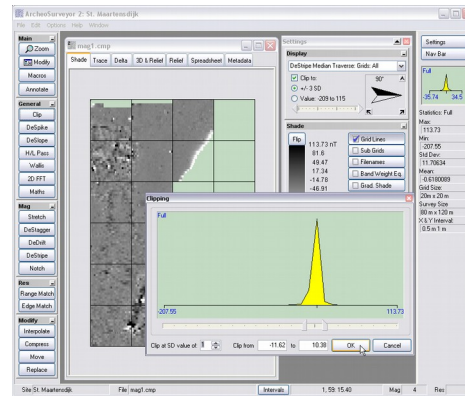 ArcheoSurveyor 2: St. Maartensdijk
File Edit Options Help Window
Main
Zoom
Modify
Macros
Annotate
General
Clip
DeSpike
DeSlope
H/L Pass
Wallis
2D FFT
Maths
Mag
Stretch
DeStagger
DeDrift
DeStripe
Notch
Res
Range Match
Edge Match
Modify
Interpolate
Compress
Move
Replace
mag1.cmp
Shade Trace Delta 3D & Relief Relief Spreadsheet Metadata
Settings
Display
DeStripe Median Traverse: Grids: All
Clip to:
+/- 3 SD
Value: -209 to 115
90°
Shade
Flip
113.73 nT
81.6
49.47
17.34
-14.78
-46.91
Grid Lines
Sub Grids
Filenames
Band Weight Eq.
Grad. Shade
Clipping
Full
-207.55 113.73
Clip at SD value of: 1 Clip from -11.62 to 10.38 OK Cancel
Settings
Nav Bar
Full
-35.74 34.5
Statistics: Full
Max:
113.73
Min:
-207.55
Std Dev:
11.70634
Mean:
-0.6180089
Grid Size:
20m x 20 m
Survey Size:
80 m x 120 m
X & Y Interval:
0.5 m 1 m
Site St. Maartensdijk File mag1.cmp Intervals 1, 59: 15.40 Mag 4 Res